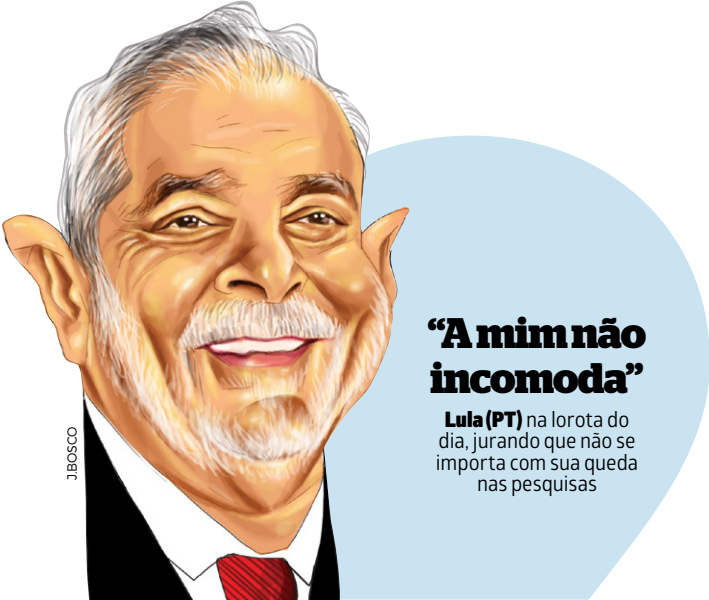 “A mim não
incomoda”
Lula (PT) na lorota do
dia, jurando que não se
importa com sua queda
nas pesquisas
J.BOSCO